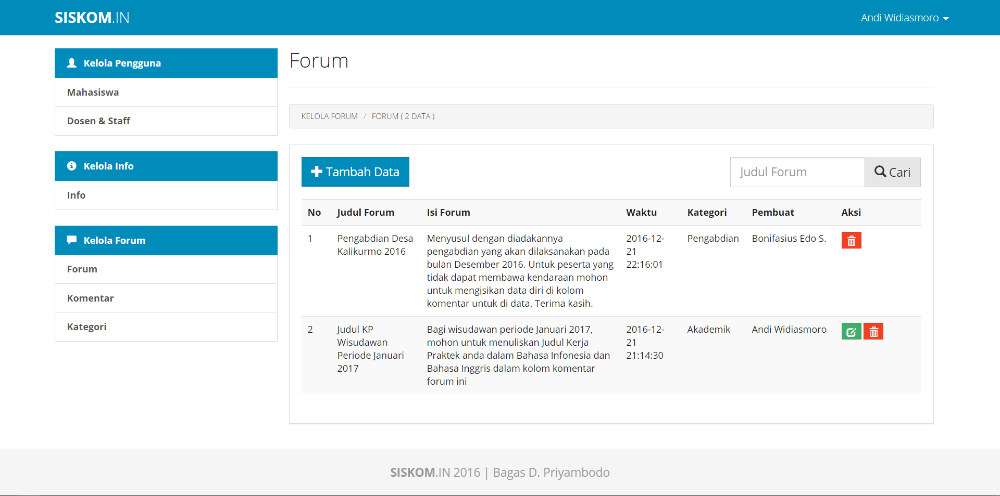 SISKOM.IN
Andi Widiasmoro
Kelola Pengguna
Mahasiswa
Dosen & Staff
Kelola Info
Info
Kelola Forum
Forum
Komentar
Kategori
Forum
KELOLA FORUM / FORUM ( 2 DATA )
Tambah Data
Judul Forum
Cari
No Judul Forum Isi Forum Waktu Kategori Pembuat Aksi
1
Pengabdian Desa
Kalikurmo 2016
Menyusul dengan diadakannya
pengabdian yang akan dilaksanakan pada
bulan Desember 2016. Untuk peserta yang
tidak dapat membawa kendaraan mohon
untuk mengisikan data diri di kolom
komentar untuk di data. Terima kasih.
2016-12-
21
22:16:01
Pengabdian
Bonifasius Edo S.
2
Judul KP
Wisudawan
Periode Januari
2017
Bagi wisudawan periode Januari 2017,
mohon untuk menuliskan Judul Kerja
Praktek anda dalam Bahasa Infonesia dan
Bahasa Inggris dalam kolom komentar
forum ini
2016-12-
21
21:14:30
Akademik
Andi Widiasmoro
SISKOM.IN 2016 | Bagas D. Priyambodo